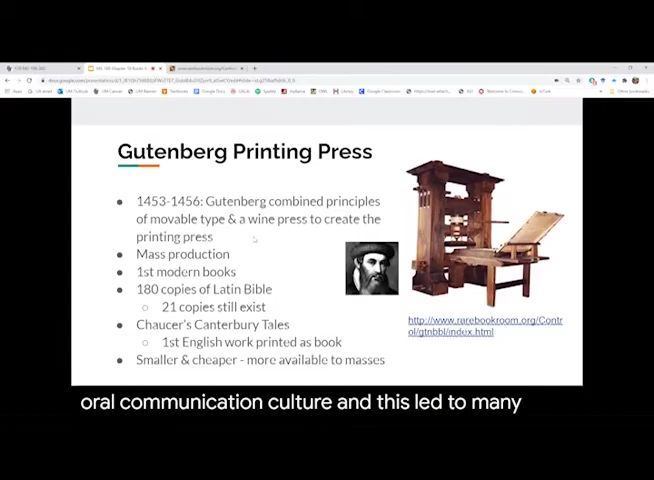 Gutenberg Printing Press
● 1453-1456: Gutenberg combined principles
of movable type & a wine press to create the
printing press
● Mass production
● 1st modern books
● 180 copies of Latin Bible
○ 21 copies still exist
● Chaucer's Canterbury Tales
○ 1st English work printed as book
● Smaller & cheaper - more available to masses
http://www.rarebookroom.org/Contr
ol/gtnbbl/index.html
oral communication culture and this led to many